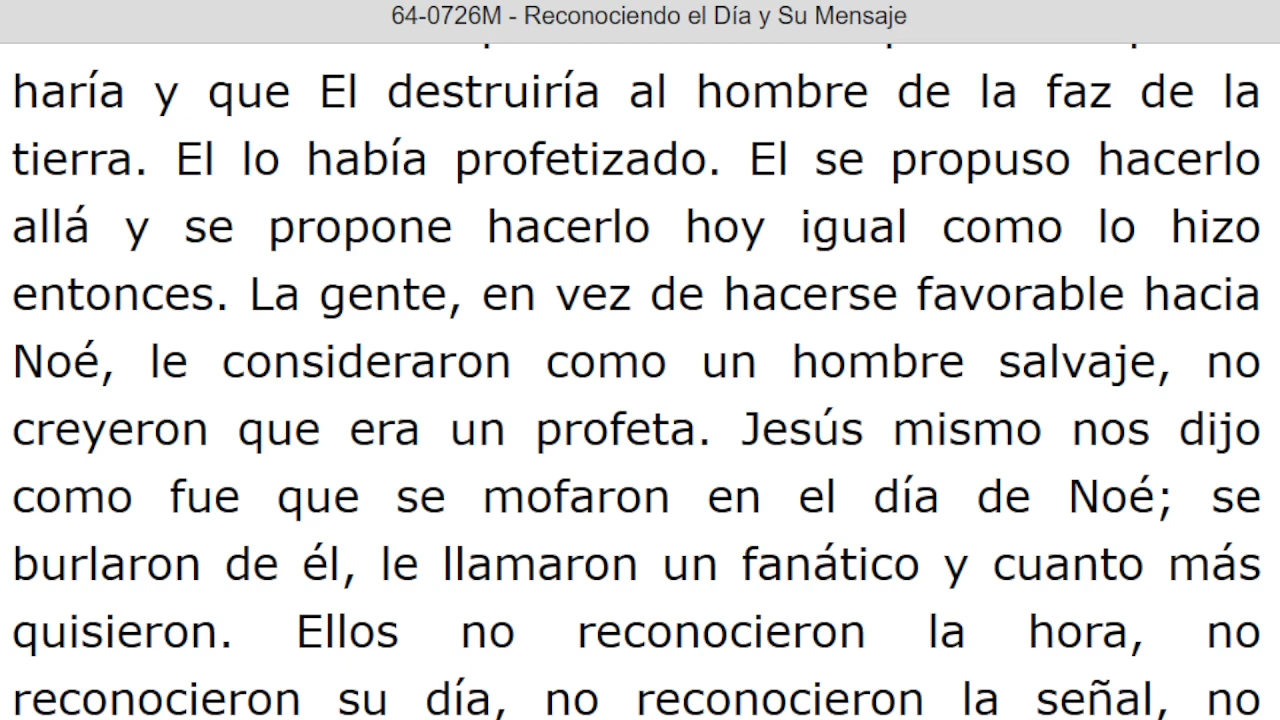 64-0726M - Reconociendo el Día y Su Mensaje
haría y que El destruiría al hombre de la faz de la
tierra. El lo había profetizado. El se propuso hacerlo
allá y se propone hacerlo hoy igual como lo hizo
entonces. La gente, en vez de hacerse favorable hacia
Noé, le consideraron como un hombre salvaje, no
creyeron que era un profeta. Jesús mismo nos dijo
como fue que se mofaron en el día de Noé; se
burlaron de él, le llamaron un fanático y cuanto más
quisieron. Ellos no reconocieron la hora, no
reconocieron su día, no reconocieron la señal, no